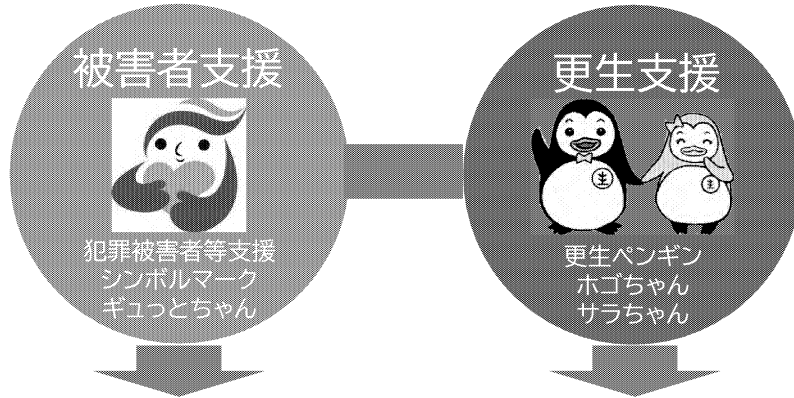 被害者支援
犯罪被害者等支援
シンボルマーク
ギュっとちゃん
更生支援
更生ペンギン
ホゴちゃん
サラちゃん